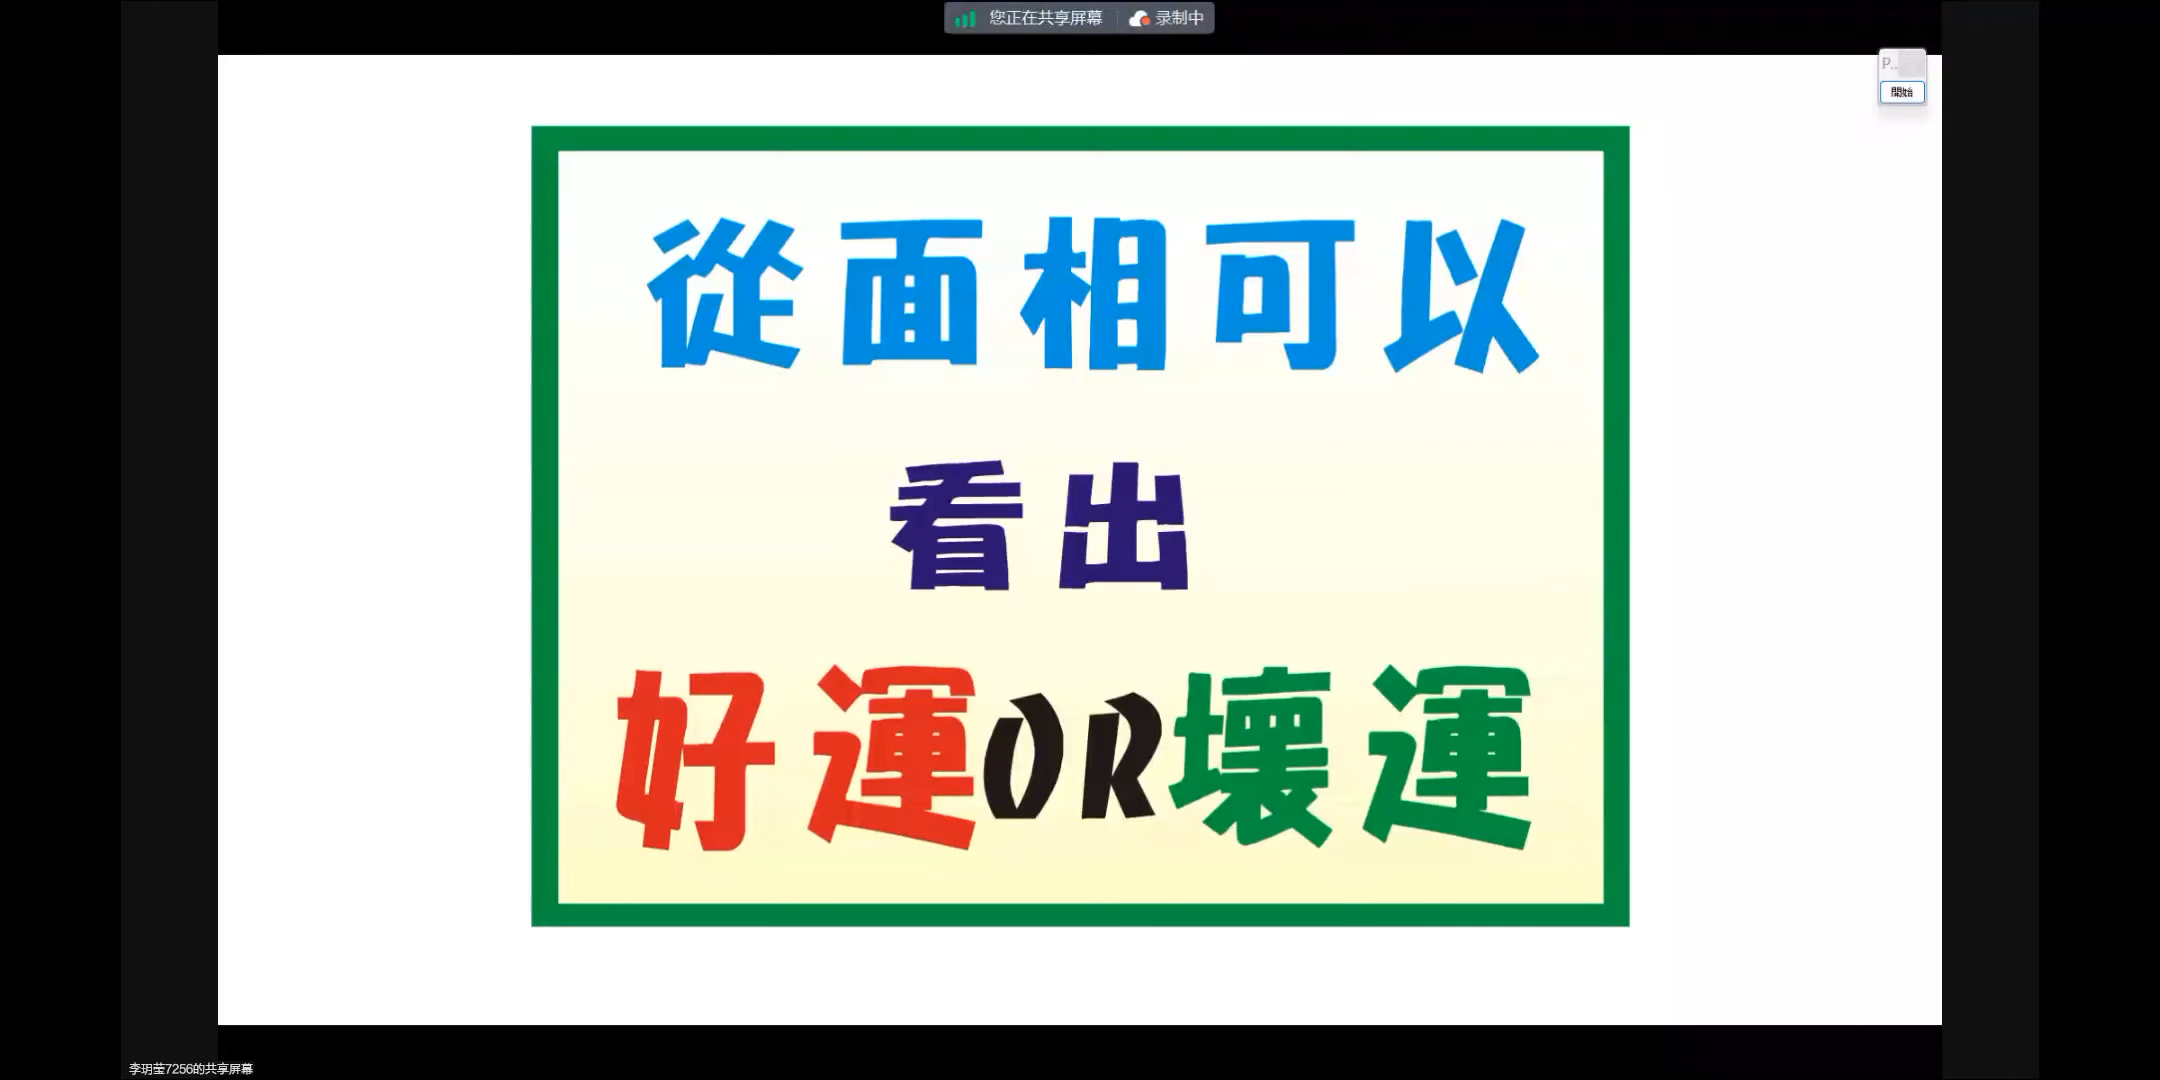 您正在共享屏幕 录制中
P..
開始
從面相可以
看出
好運OR壞運
李玥莹7256的共享屏幕